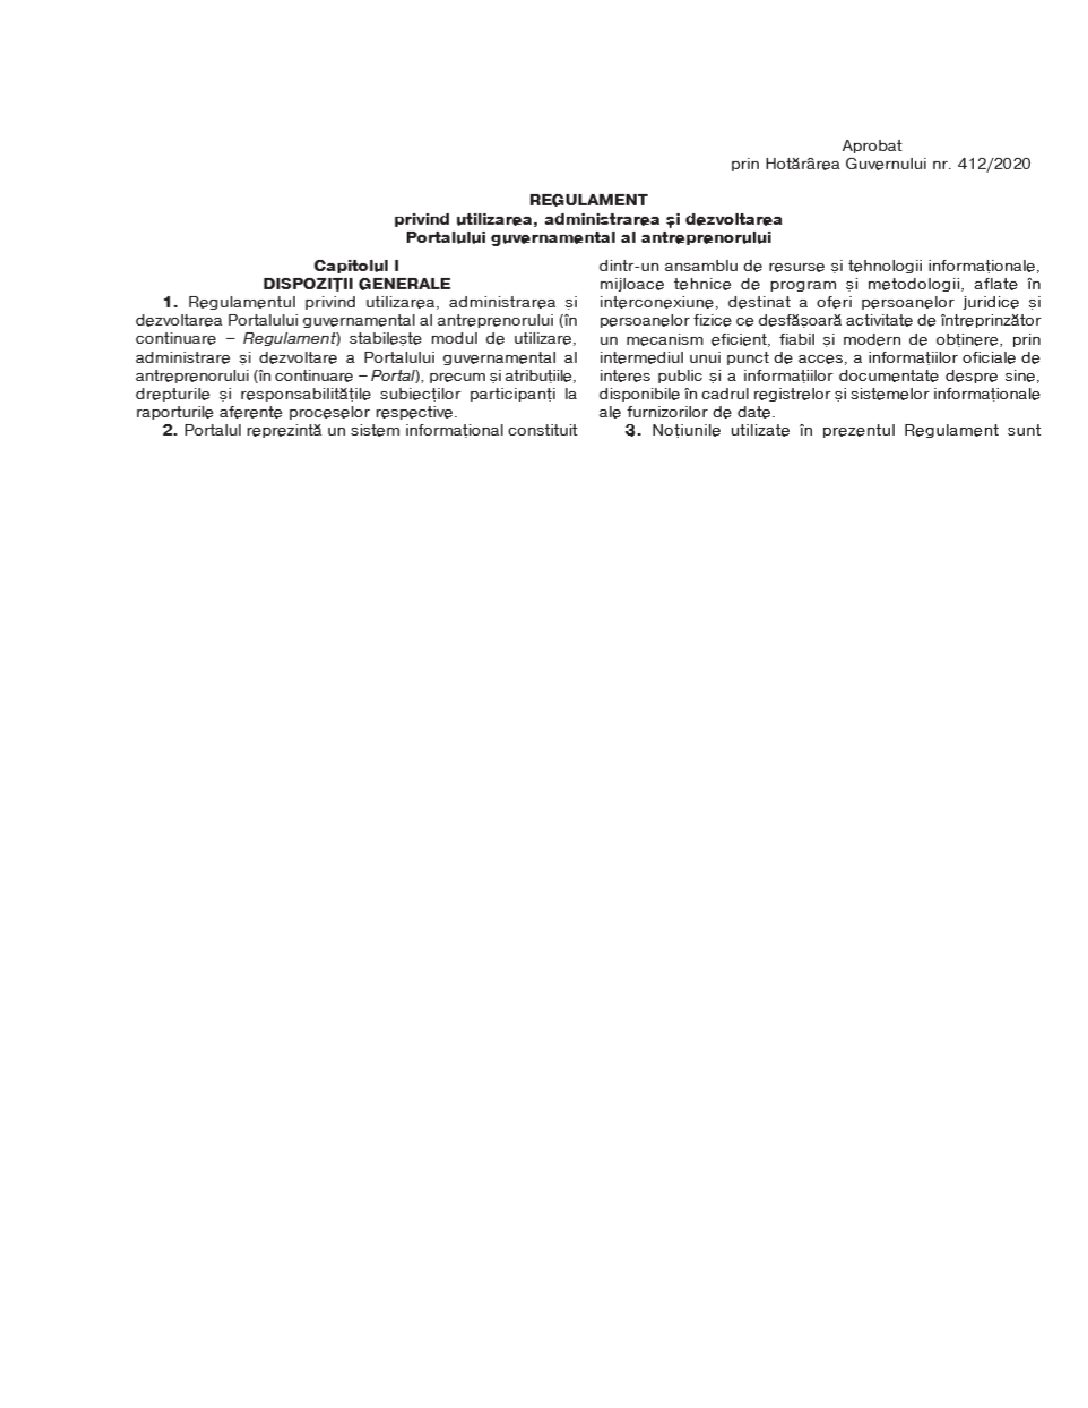 Aprobat
prin Hotărârea Guvernului nr. 412/2020
REGULAMENT
privind utilizarea, administrarea și dezvoltarea
Portalului guvernamental al antreprenorului
Capitolul I
DISPOZIȚII GENERALE
1. Regulamentul privind utilizarea, administrarea și
dezvoltarea Portalului guvernamental al antreprenorului (în
continuare – Regulament) stabilește modul de utilizare,
administrare și dezvoltare a Portalului guvernamental al
antreprenorului (în continuare – Portal), precum și atribuțiile,
drepturile și responsabilitățile subiecților participanți la
raporturile aferente proceselor respective.
2. Portalul reprezintă un sistem informațional constituit
dintr-un ansamblu de resurse și tehnologii informaționale,
mijloace tehnice de program și metodologii, aflate în
interconexiune, destinat a oferi persoanelor juridice și
persoanelor fizice ce desfășoară activitate de întreprinzător
un mecanism eficient, fiabil și modern de obținere, prin
intermediul unui punct de acces, a informațiilor oficiale de
interes public și a informațiilor documentate despre sine,
disponibile în cadrul registrelor și sistemelor informaționale
ale furnizorilor de date.
3. Noțiunile utilizate în prezentul Regulament sunt